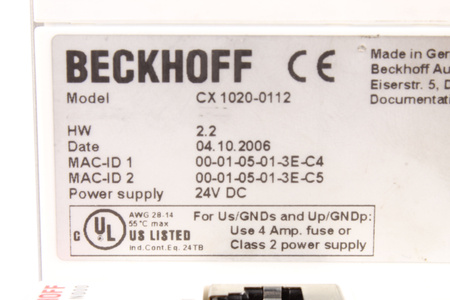 BECKHOFF CE
Made in Ger
Beckhoff Au
Eiserstr. 5, D
Documentat
Model CX 1020-0112
HW 2.2
Date 04.10.2006
MAC-ID 1 00-01-05-01-3E-C4
MAC-ID 2 00-01-05-01-3E-C5
Power supply 24V DC
C UL
AWG 28-14
55°C max
US LISTED
Ind.Cont.Eq. 24TB
For Us/GNDs and Up/GNDp:
Use 4 Amp. fuse or
Class 2 power supply